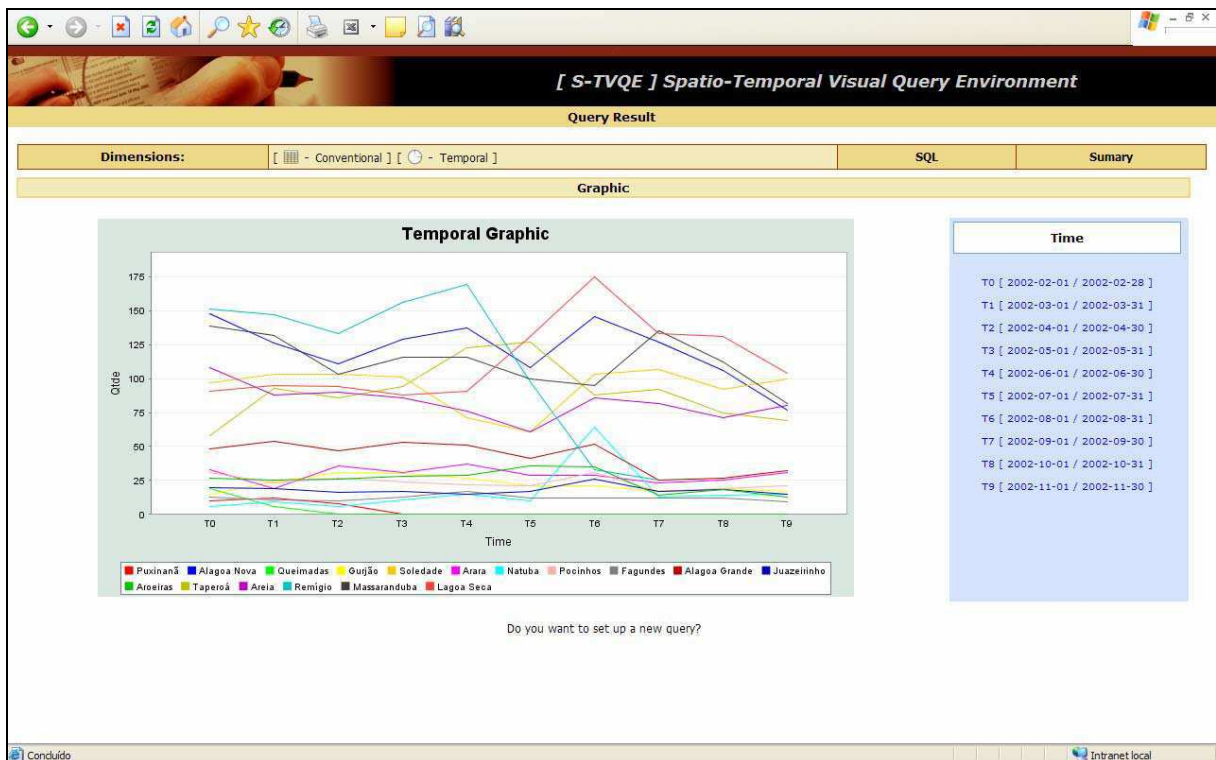 [ S-TVQE ] Spatio-Temporal Visual Query Environment
Query Result
Dimensions: [ - Conventional ] [ - Temporal ] SQL Sumary
Graphic
Temporal Graphic
175
150
125
100
75
50
25
0
Qtde
T0 T1 T2 T3 T4 T5 T6 T7 T8 T9
Time
Puxinanã Alagoa Nova Queimadas Gurjão Soledade Arara Natuba Pocinhos Fagundes Alagoa Grande Juazeirinho
Aroeiras Taperoá Areia Remígio Massaranduba Lagoa Seca
Time
T0 [ 2002-02-01 / 2002-02-28 ]
T1 [ 2002-03-01 / 2002-03-31 ]
T2 [ 2002-04-01 / 2002-04-30 ]
T3 [ 2002-05-01 / 2002-05-31 ]
T4 [ 2002-06-01 / 2002-06-30 ]
T5 [ 2002-07-01 / 2002-07-31 ]
T6 [ 2002-08-01 / 2002-08-31 ]
T7 [ 2002-09-01 / 2002-09-30 ]
T8 [ 2002-10-01 / 2002-10-31 ]
T9 [ 2002-11-01 / 2002-11-30 ]
Do you want to set up a new query?
Concluído Intranet local